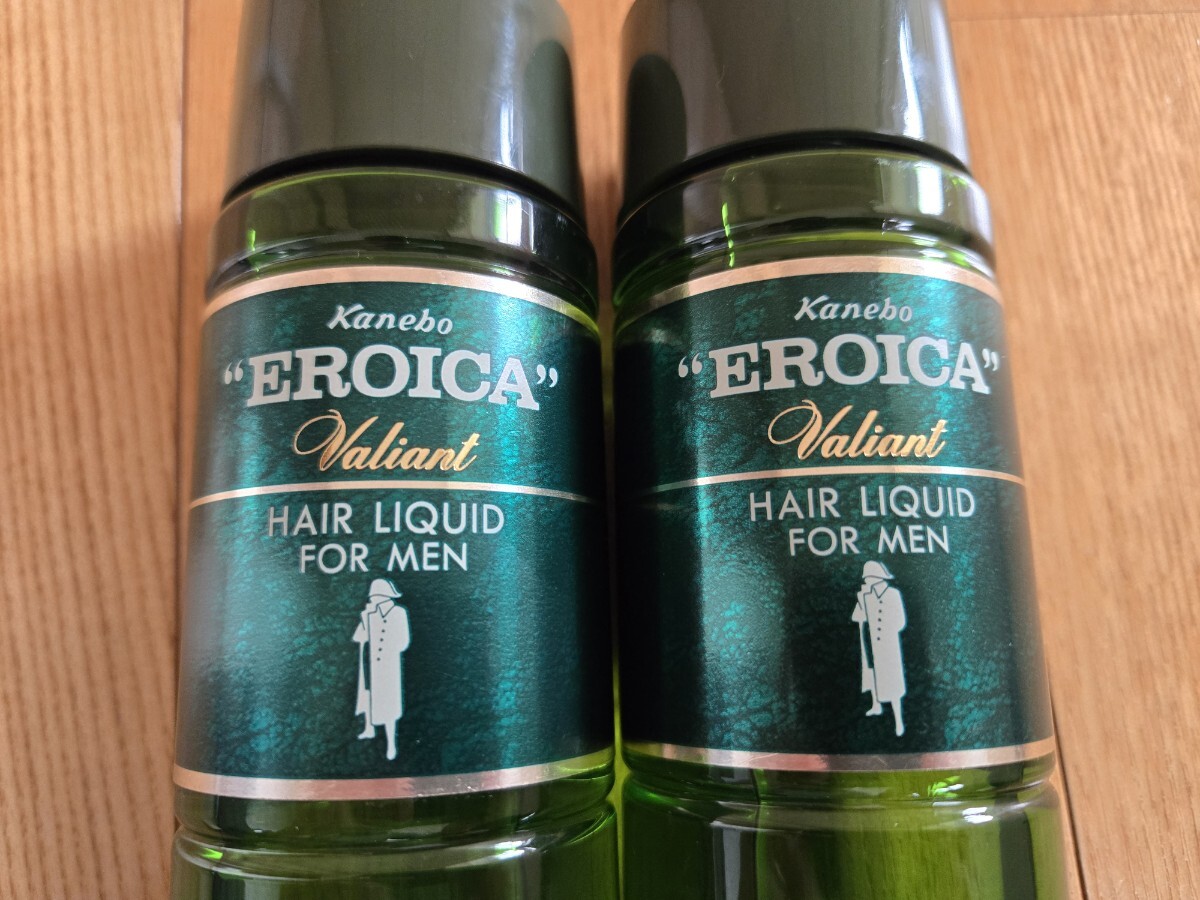 Kanebo
“EROICA”
Valiant
HAIR LIQUID
FOR MEN
Kanebo
“EROICA”
Valiant
HAIR LIQUID
FOR MEN